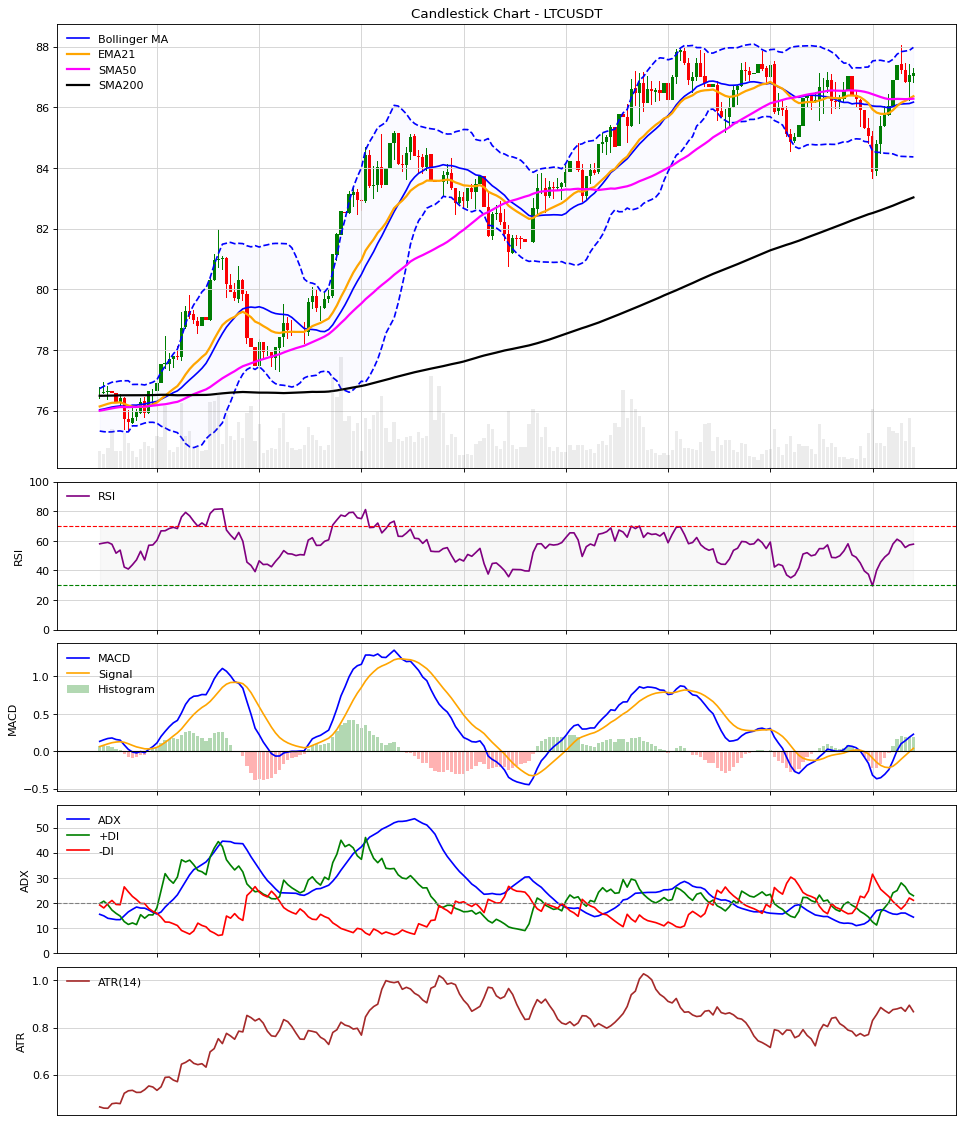 Candlestick Chart - LTCUSDT
Bollinger MA
EMA21
SMA50
SMA200
88
86
84
82
80
78
76
RSI
RSI
100
80
60
40
20
0
MACD
Signal
Histogram
MACD
1.0
0.5
0.0
−0.5
ADX
+DI
-DI
ADX
50
40
30
20
10
0
ATR(14)
ATR
1.0
0.8
0.6